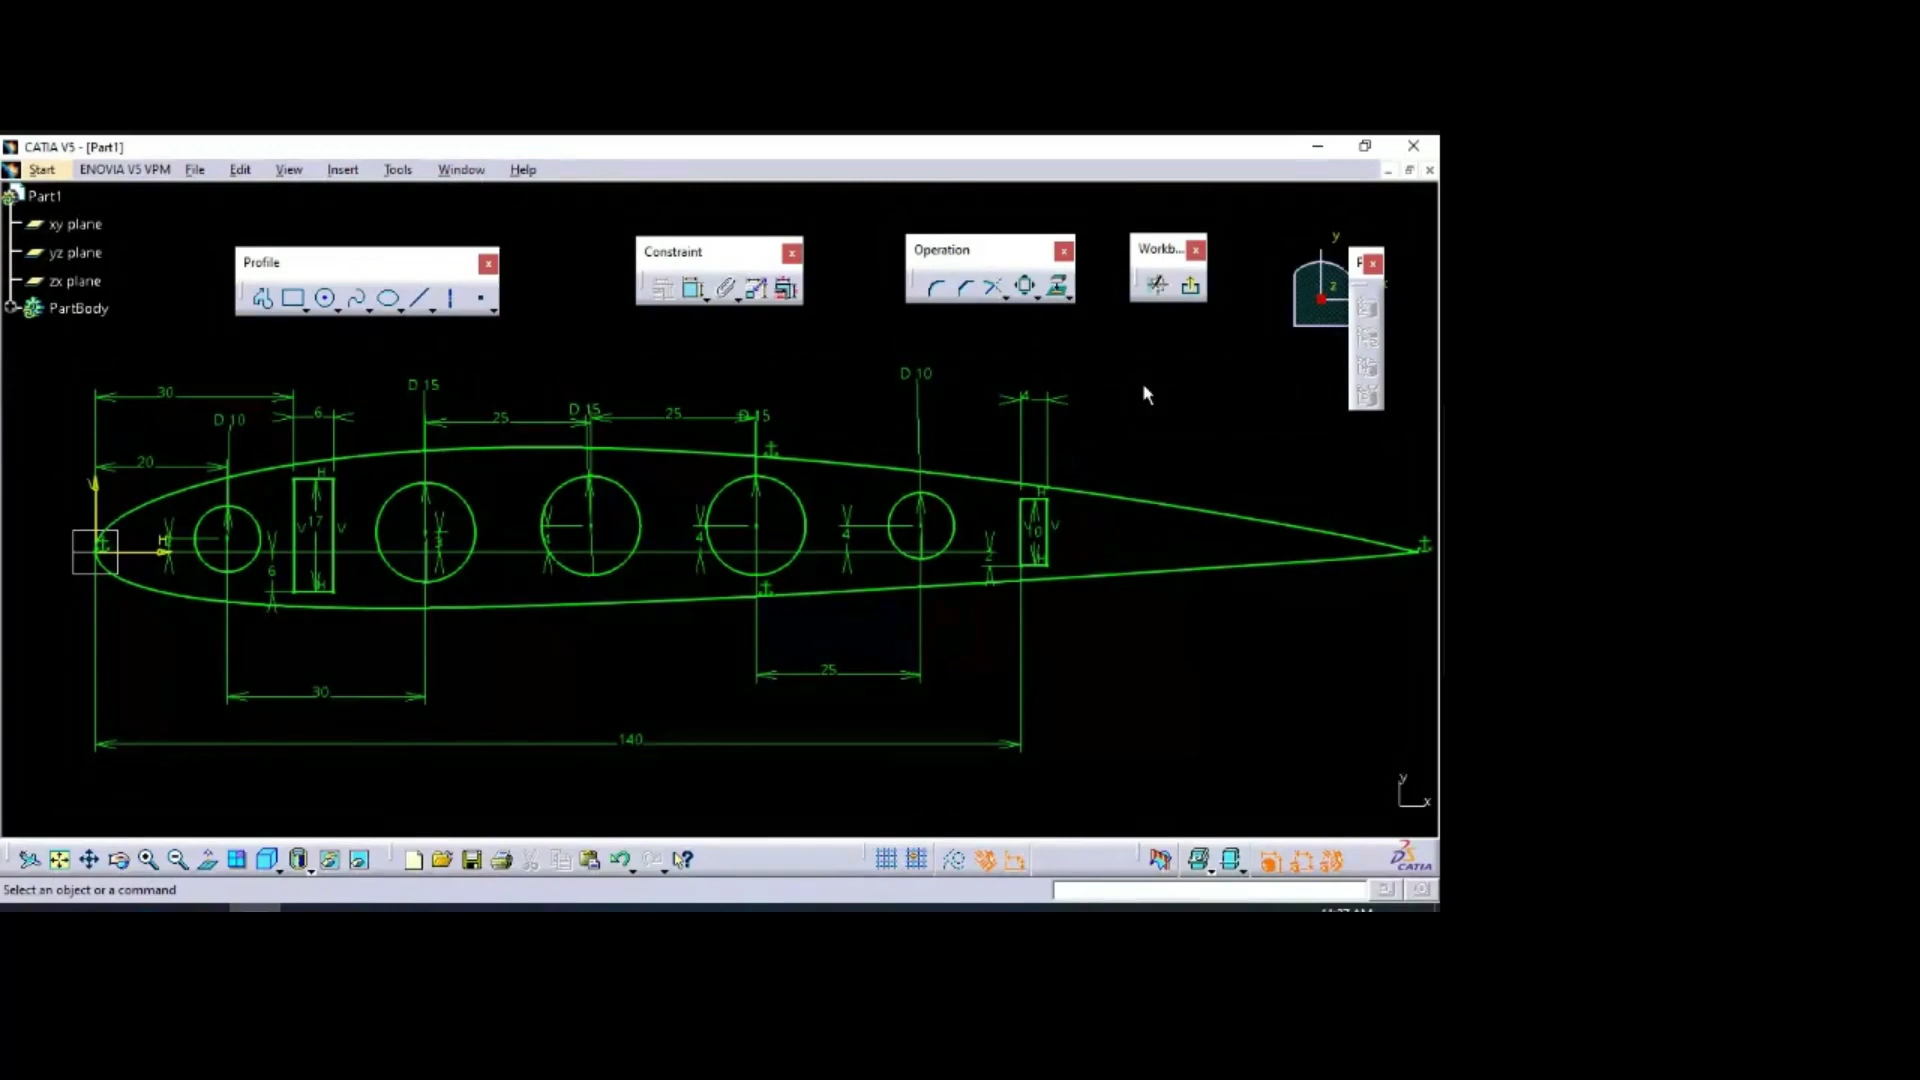 CATIA V5 - [Part1]
Start ENOVIA V5 VPM File Edit View Insert Tools Window Help
Part1
xy plane
yz plane
zx plane
PartBody
Profile
Constraint
Operation
Workb...
P
y
z
30
D 10
6
D 15
25
D 15
25
D 15
D 10
4
20
H
V
17
V
H
H
6
3
4
4
4
2
H
V
10
V
H
30
25
140
y
x
CATIA
Select an object or a command